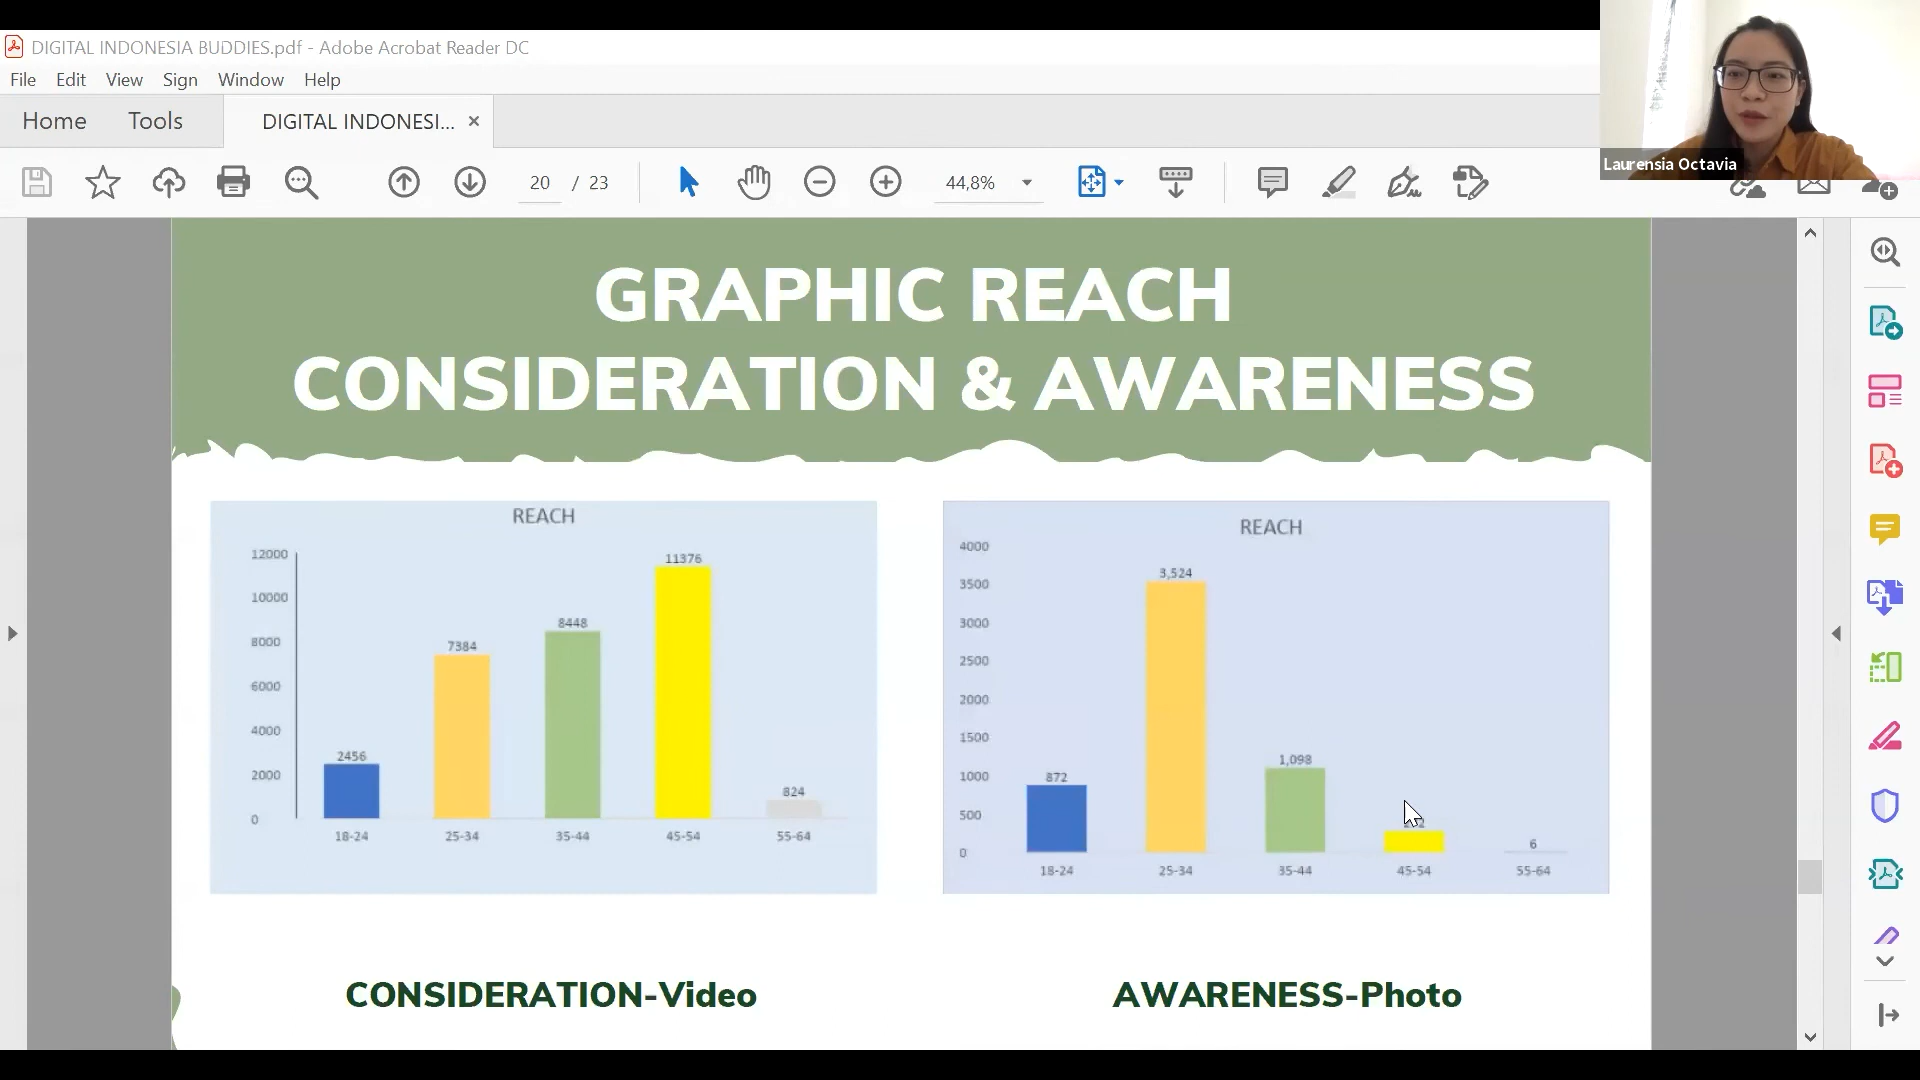 DIGITAL INDONESIA BUDDIES.pdf - Adobe Acrobat Reader DC
File Edit View Sign Window Help
Home Tools DIGITAL INDONESI... ×
20 / 23 44,8%
Laurensia Octavia
GRAPHIC REACH
CONSIDERATION & AWARENESS
REACH
12000
10000
8000
6000
4000
2000
0
2456
7384
8448
11376
824
18-24 25-34 35-44 45-54 55-64
CONSIDERATION-Video
REACH
4000
3500
3000
2500
2000
1500
1000
500
0
872
3,524
1,098
6
18-24 25-34 35-44 45-54 55-64
AWARENESS-Photo